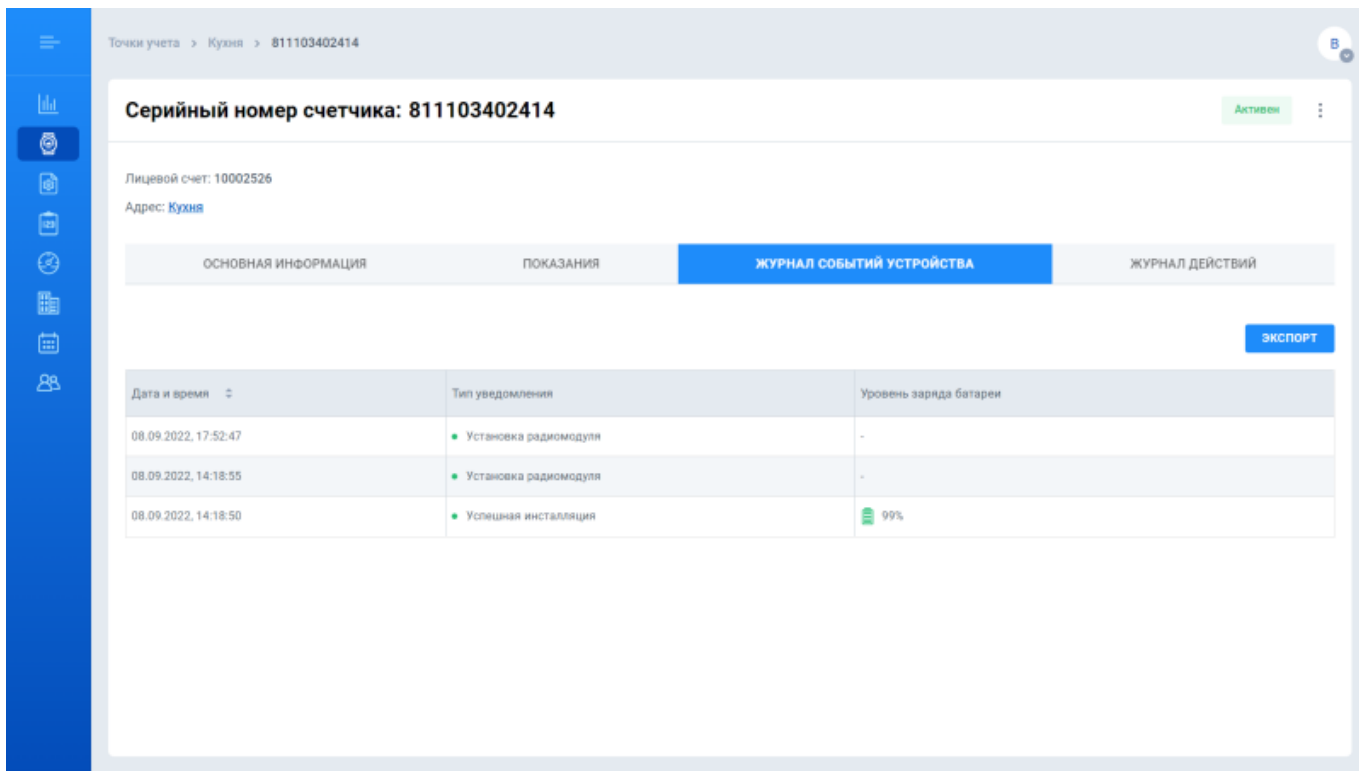 Точки учета > Кухня > 811103402414
В
Серийный номер счетчика: 811103402414
Активен
Лицевой счет: 10002526
Адрес: Кухня
ОСНОВНАЯ ИНФОРМАЦИЯ ПОКАЗАНИЯ ЖУРНАЛ СОБЫТИЙ УСТРОЙСТВА ЖУРНАЛ ДЕЙСТВИЙ
ЭКСПОРТ
Дата и время Тип уведомления Уровень заряда батареи
08.09.2022, 17:52:47 Установка радиомодуля -
08.09.2022, 14:18:55 Установка радиомодуля -
08.09.2022, 14:18:50 Успешная инсталляция 99%